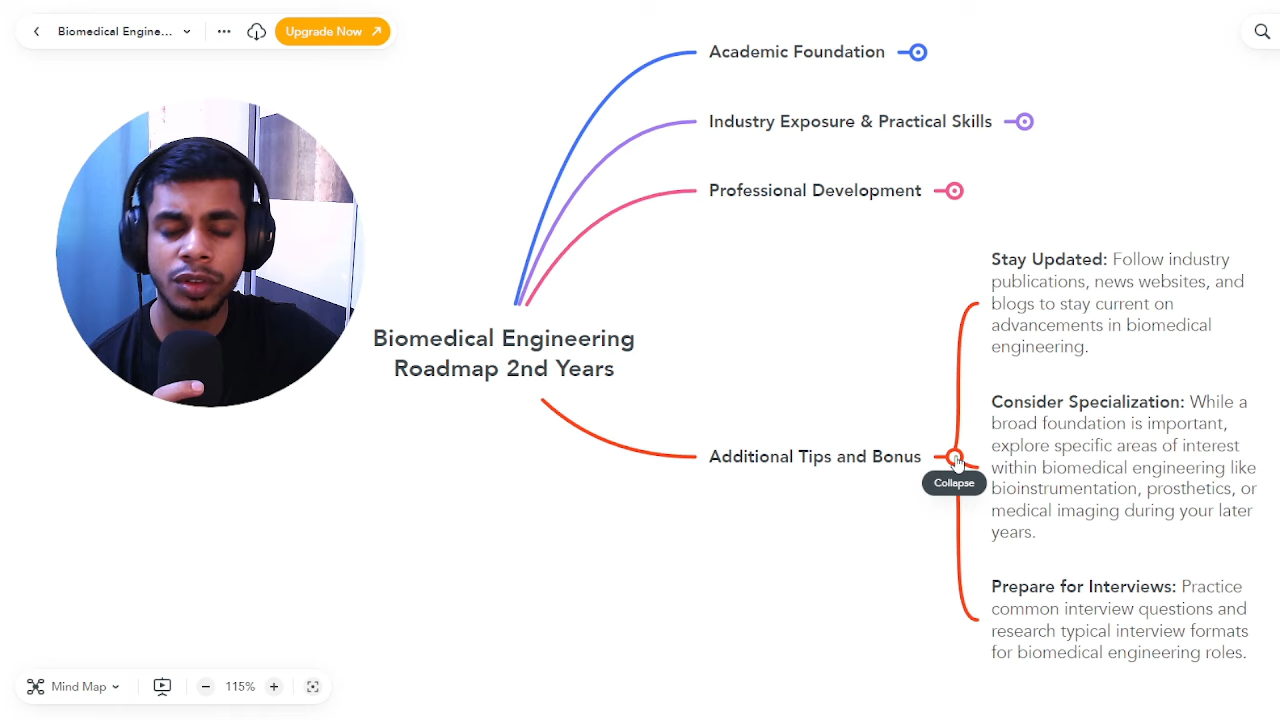 Biomedical Engine...
Upgrade Now
Academic Foundation
Industry Exposure & Practical Skills
Professional Development
Biomedical Engineering
Roadmap 2nd Years
Additional Tips and Bonus
Collapse
Stay Updated: Follow industry
publications, news websites, and
blogs to stay current on
advancements in biomedical
engineering.
Consider Specialization: While a
broad foundation is important,
explore specific areas of interest
within biomedical engineering like
bioinstrumentation, prosthetics, or
medical imaging during your later
years.
Prepare for Interviews: Practice
common interview questions and
research typical interview formats
for biomedical engineering roles.
Mind Map
115%